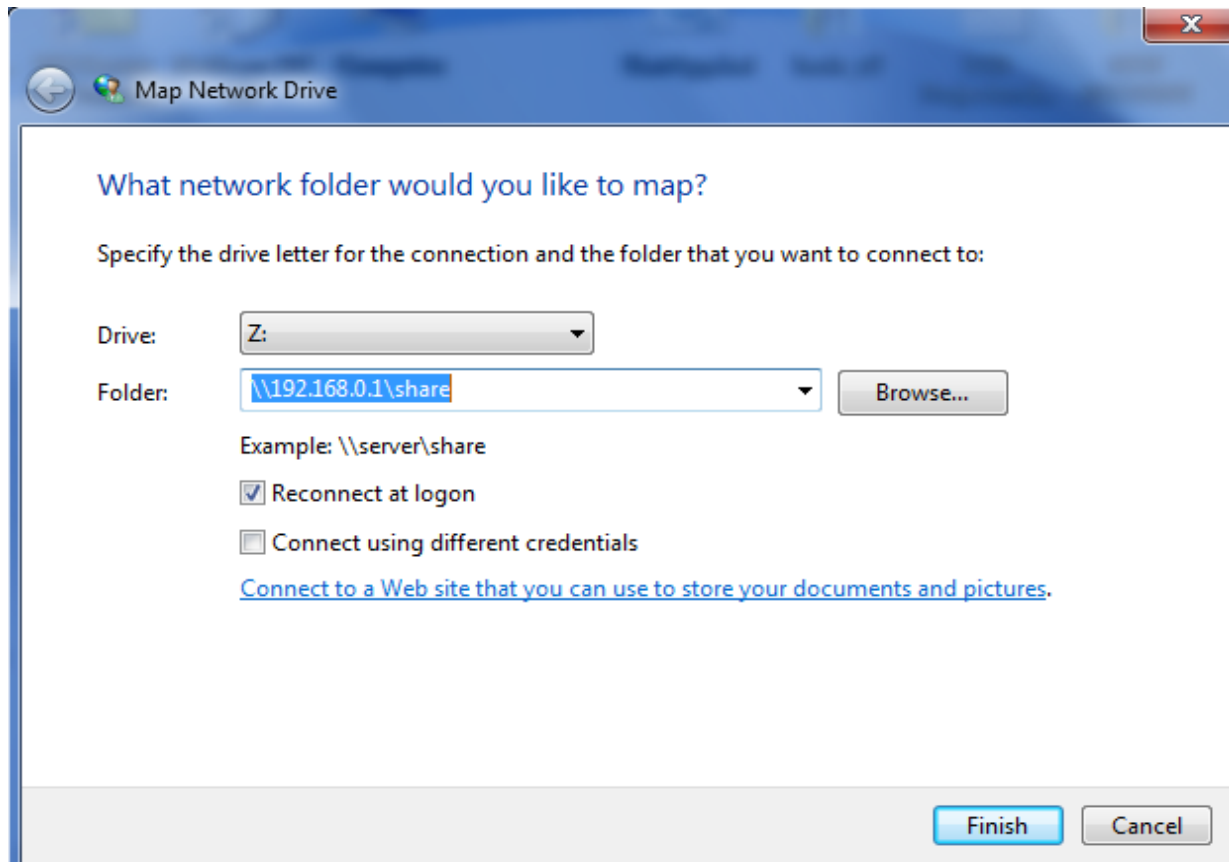 Map Network Drive
What network folder would you like to map?
Specify the drive letter for the connection and the folder that you want to connect to:
Drive: Z:
Folder: \\192.168.0.1\share Browse...
Example: \\server\share
Reconnect at logon
Connect using different credentials
Connect to a Web site that you can use to store your documents and pictures.
Finish Cancel